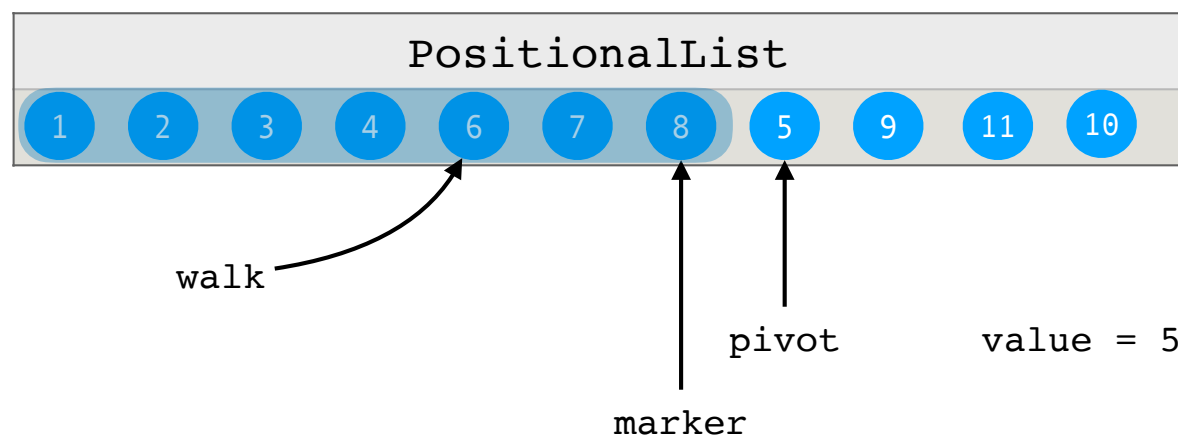 PositionalList
1 2 3 4 6 7 8 5 9 11 10
walk
pivot value = 5
marker